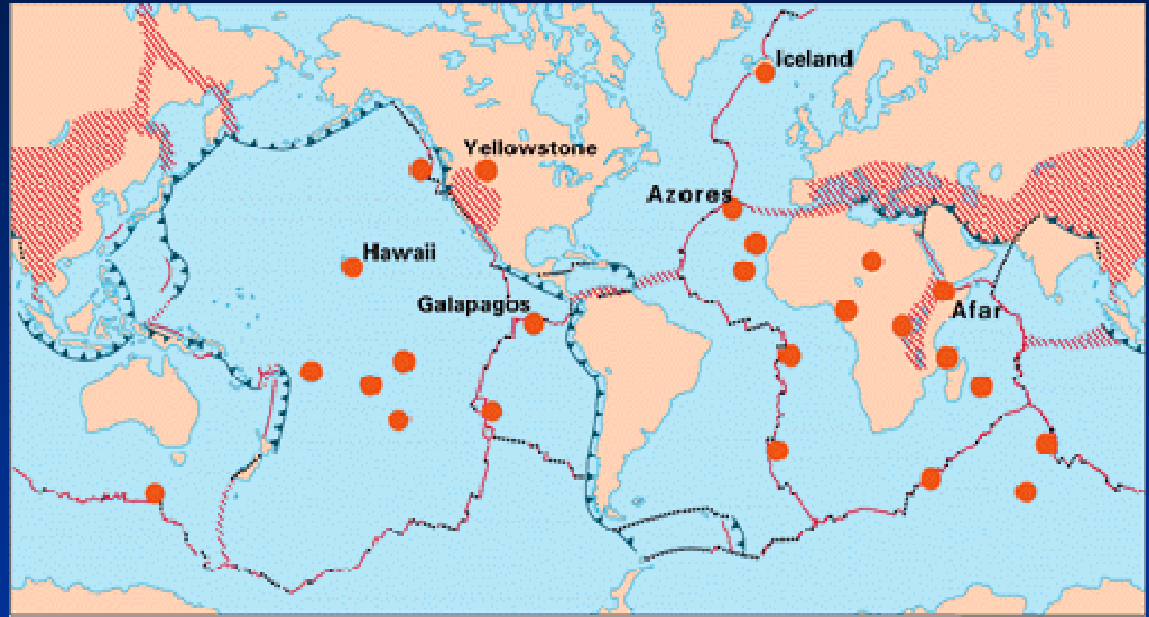 Iceland
Yellowstone
Azores
Hawaii
Galapagos
Afar